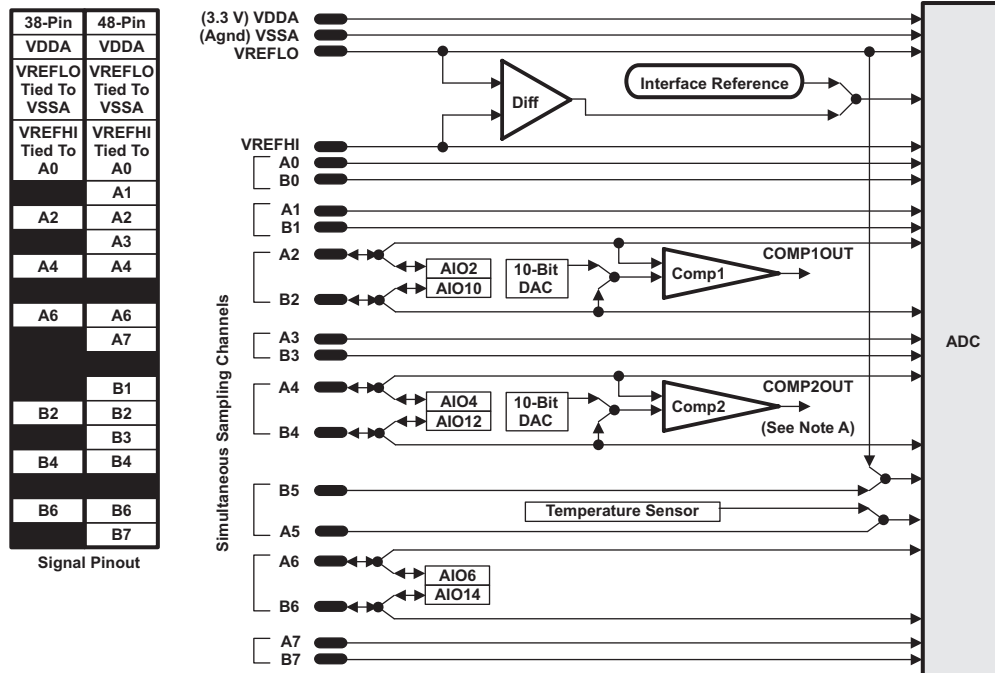 38-Pin 48-Pin
VDDA VDDA
VREFLO VREFLO
Tied To Tied To
VSSA VSSA
VREFHI VREFHI
Tied To Tied To
A0 A0
A1
A2 A2
A3
A4 A4
A6 A6
A7
B1
B2 B2
B3
B4 B4
B6 B6
B7
Signal Pinout
Simultaneous Sampling Channels
(3.3 V) VDDA
(Agnd) VSSA
VREFLO
Interface Reference
Diff
VREFHI
A0
B0
A1
B1
A2
AIO2
AIO10
10-Bit
DAC
Comp1
COMP1OUT
B2
A3
B3
ADC
A4
AIO4
AIO12
10-Bit
DAC
Comp2
COMP2OUT
(See Note A)
B4
B5
Temperature Sensor
A5
A6
AIO6
AIO14
B6
A7
B7